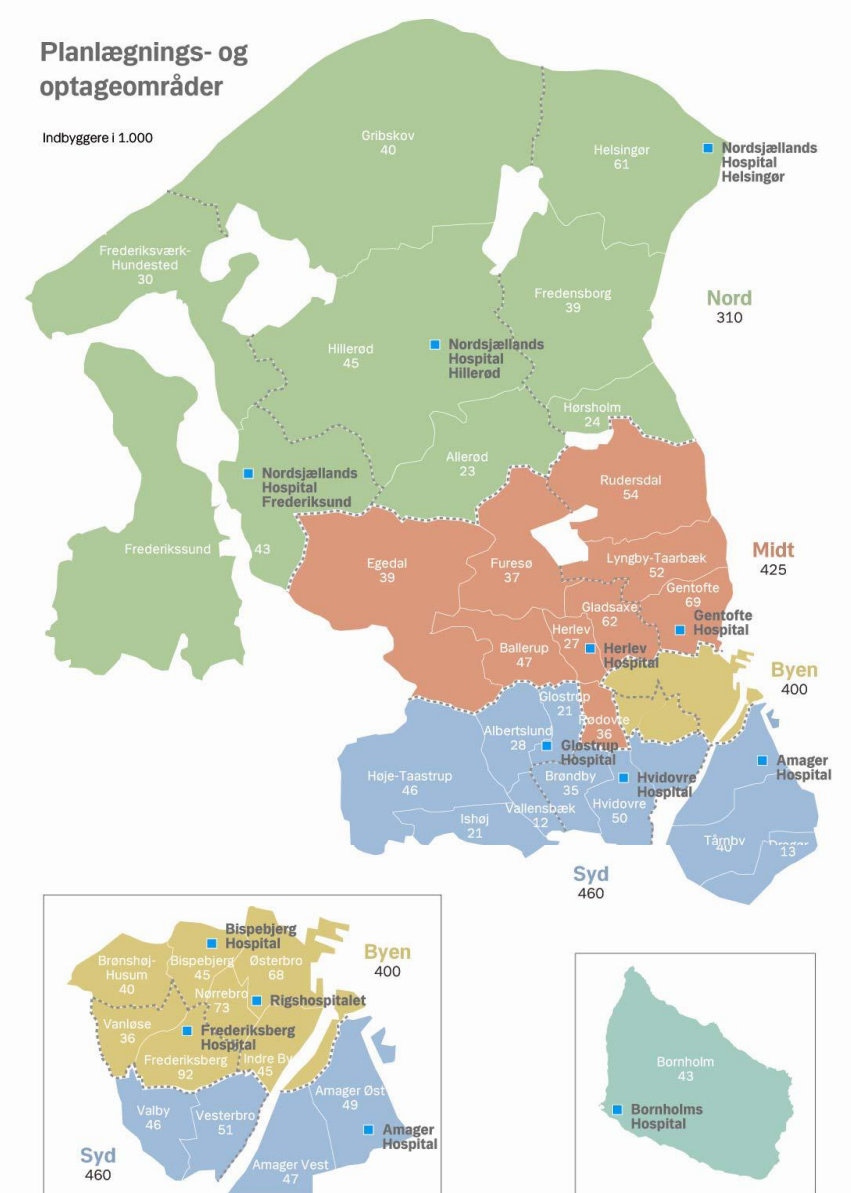 Planlægnings- og
optageområder
Indbyggere i 1.000
Gribskov
40
Helsingør
61
Nordsjællands
Hospital
Helsingør
Frederiksværk-
Hundested
30
Fredensborg
39
Nord
310
Hillerød
45
Nordsjællands
Hospital
Hillerød
Hørsholm
24
Allerød
23
Nordsjællands
Hospital
Frederiksund
Rudersdal
54
Frederikssund
43
Egedal
39
Furesø
37
Lyngby-Taarbæk
52
Midt
425
Gentofte
69
Gladsaxe
62
Gentofte
Hospital
Herlev
27
Ballerup
47
Herlev
Hospital
Byen
400
Glostrup
21
Rødovre
36
Albertslund
28
Glostrup
Hospital
Amager
Hospital
Høje-Taastrup
46
Brøndby
35
Hvidovre
Hospital
Vallensbæk
12
Hvidovre
50
Ishøj
21
Tårnby
40
13
Syd
460
Bispebjerg
Hospital
Byen
400
Brønshøj-
Husum
40
Bispebjerg
45
Østerbro
68
Nørrebro
73
Rigshospitalet
Vanløse
36
Frederiksberg
Hospital
Frederiksberg
92
Indre By
45
Amager Øst
49
Valby
46
Vesterbro
51
Amager
Hospital
Syd
460
Amager Vest
47
Bornholm
43
Bornholms
Hospital